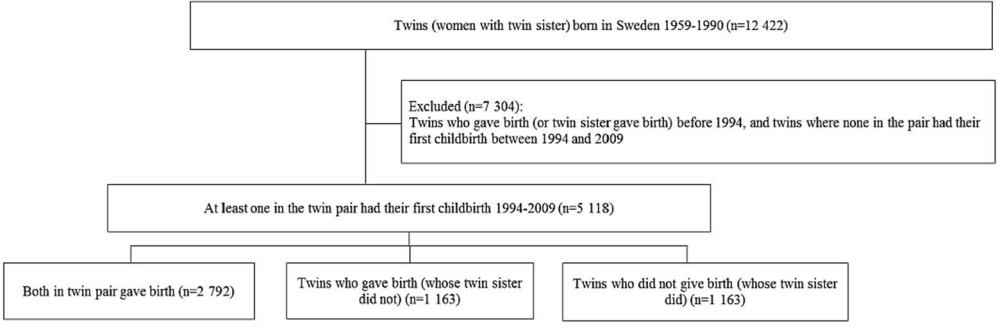 Twins (women with twin sister) born in Sweden 1959-1990 (n=12 422)
Excluded (n=7 304):
Twins who gave birth (or twin sister gave birth) before 1994, and twins where none in the pair had their
first childbirth between 1994 and 2009
At least one in the twin pair had their first childbirth 1994-2009 (n=5 118)
Both in twin pair gave birth (n=2 792)
Twins who gave birth (whose twin sister
did not) (n=1 163)
Twins who did not give birth (whose twin sister
did) (n=1 163)